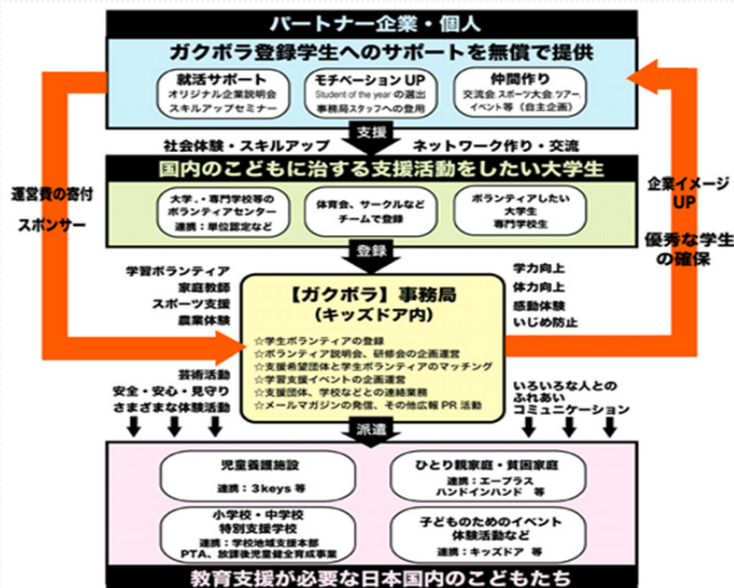 パートナー企業・個人
ガクボラ登録学生へのサポートを無償で提供
就活サポート
オリジナル企業説明会
スキルアップセミナー
モチベーションUP
Student of the yearの選出
事務局スタッフへの登用
仲間作り
交流会 スポーツ大会 ツアー、
イベント等（自主企画）
支援
社会体験・スキルアップ
ネットワーク作り・交流
国内のこどもに治する支援活動をしたい大学生
大学.・専門学校等の
ボランティアセンター
連携：単位認定など
体育会、サークルなど
チームで登録
ボランティアしたい
大学生
専門学校生
登録
運営費の寄付
スポンサー
企業イメージ
UP
優秀な学生
の確保
学習ボランティア
家庭教師
スポーツ支援
農業体験
学力向上
体力向上
感動体験
いじめ防止
【ガクボラ】事務局
（キッズドア内）
☆学生ボランティアの登録
☆ボランティア説明会、研修会の企画運営
☆支援希望団体と学生ボランティアのマッチング
☆学習支援イベントの企画運営
☆支援団体、学校などとの連絡業務
☆メールマガジンの発信、その他広報PR活動
芸術活動
安全・安心・見守り
さまざまな体験活動
いろいろな人との
ふれあい
コミュニケーション
派遣
児童養護施設
連携：3keys 等
ひとり親家庭・貧困家庭
連携：エープラス
ハンドインハンド 等
小学校・中学校
特別支援学校
連携：学校地域支援本部
PTA、放課後児童健全育成事業
子どものためのイベント
体験活動など
連携：キッズドア 等
教育支援が必要な日本国内のこどもたち